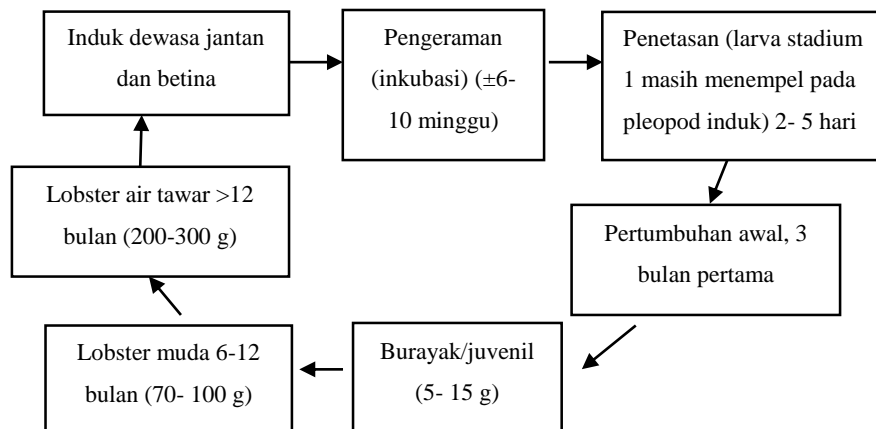 Induk dewasa jantan
dan betina
Pengeraman
(inkubasi) (±6-
10 minggu)
Penetasan (larva stadium
1 masih menempel pada
pleopod induk) 2- 5 hari
Pertumbuhan awal, 3
bulan pertama
Burayak/juvenil
(5- 15 g)
Lobster muda 6-12
bulan (70- 100 g)
Lobster air tawar >12
bulan (200-300 g)